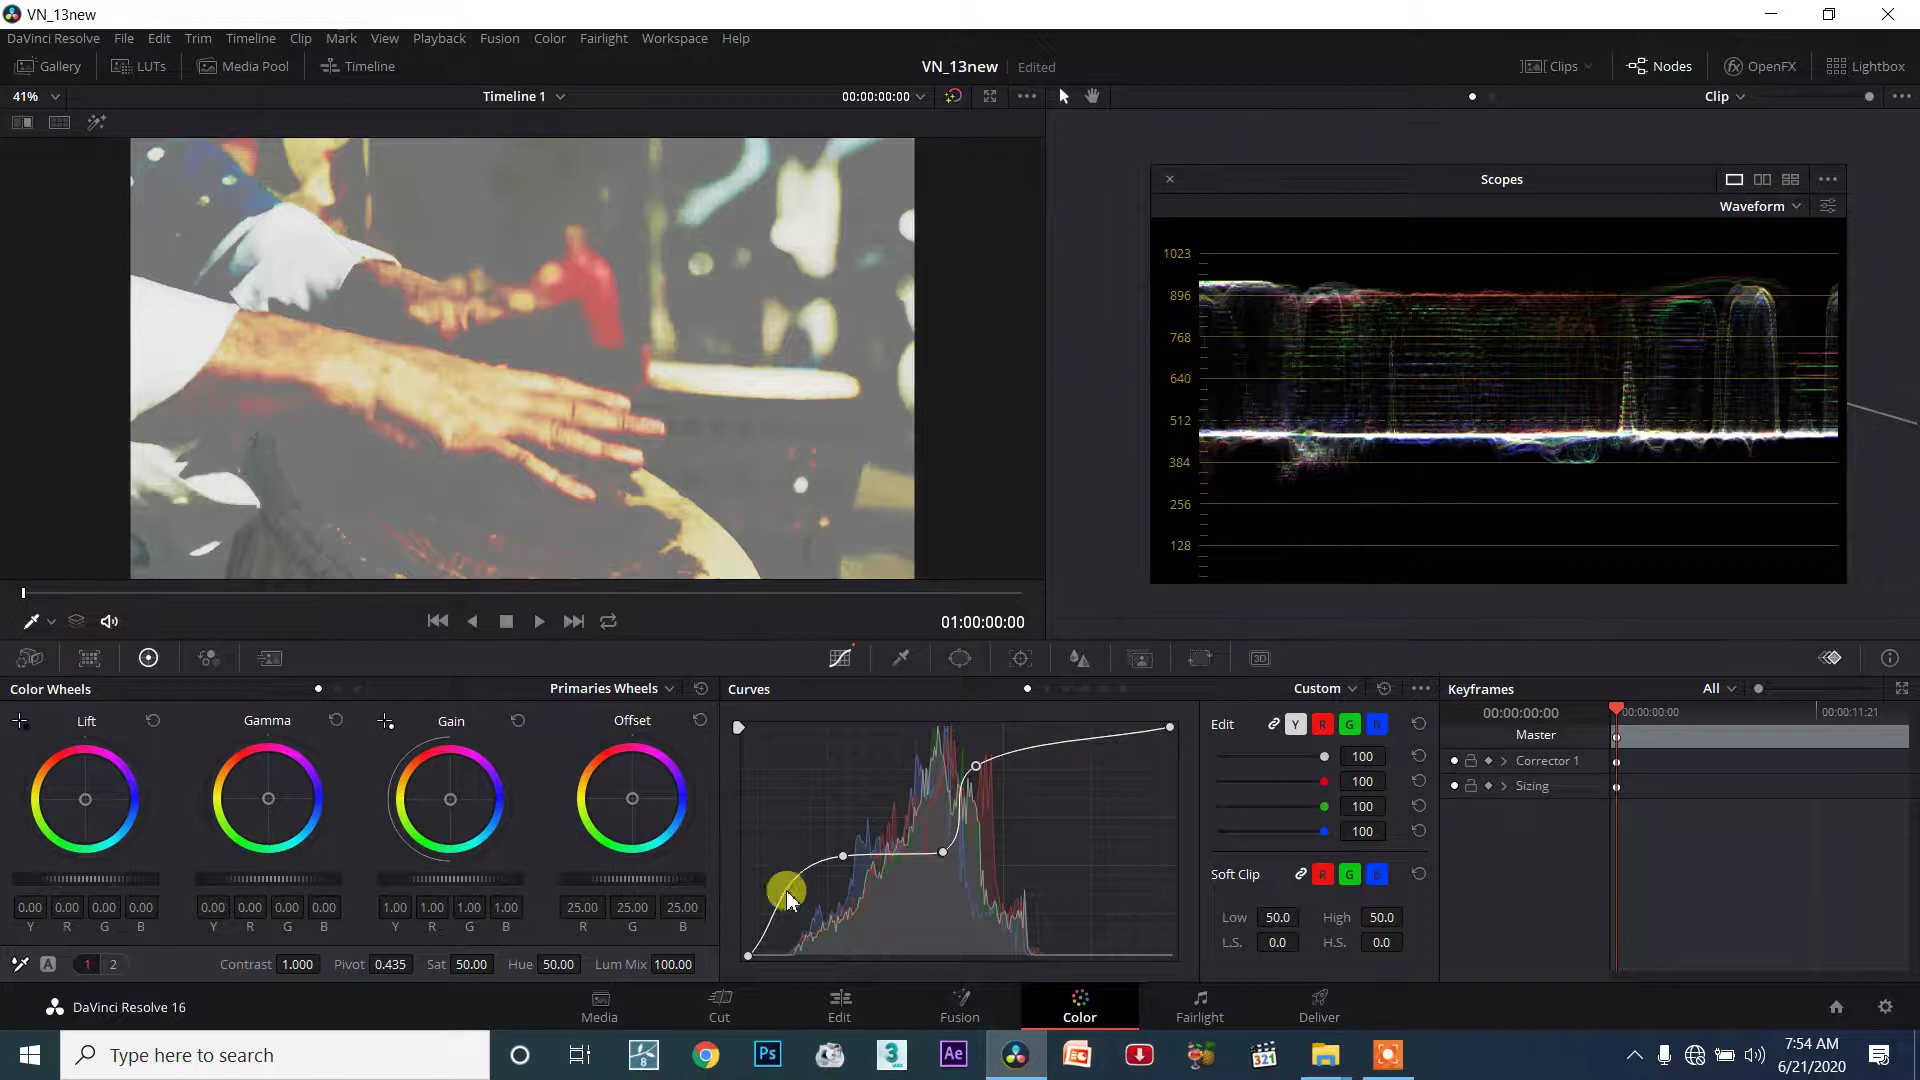 VN_13new
DaVinci Resolve File Edit Trim Timeline Clip Mark View Playback Fusion Color Fairlight Workspace Help
Gallery LUTs Media Pool Timeline VN_13new Edited Clips Nodes OpenFX Lightbox
41% Timeline 1 00:00:00:00 Clip
Scopes
Waveform
1023
896
768
640
512
384
256
128
01:00:00:00
3D
Color Wheels Primaries Wheels Curves Custom Keyframes All
Lift Gamma Gain Offset Edit Y R G B 00:00:00:00 00:00:00:00 00:00:11:21
Master
100 Corrector 1
100 Sizing
100
100
Soft Clip R G B
0.00 0.00 0.00 0.00 0.00 0.00 0.00 0.00 1.00 1.00 1.00 1.00 25.00 25.00 25.00 Low 50.0 High 50.0
Y R G B Y R G B Y R G B R G B L.S. 0.0 H.S. 0.0
A 1 2 Contrast 1.000 Pivot 0.435 Sat 50.00 Hue 50.00 Lum Mix 100.00
DaVinci Resolve 16 Media Cut Edit Fusion Color Fairlight Deliver
Type here to search 8 Ps 3 MAX Ae 321 7:54 AM
6/21/2020